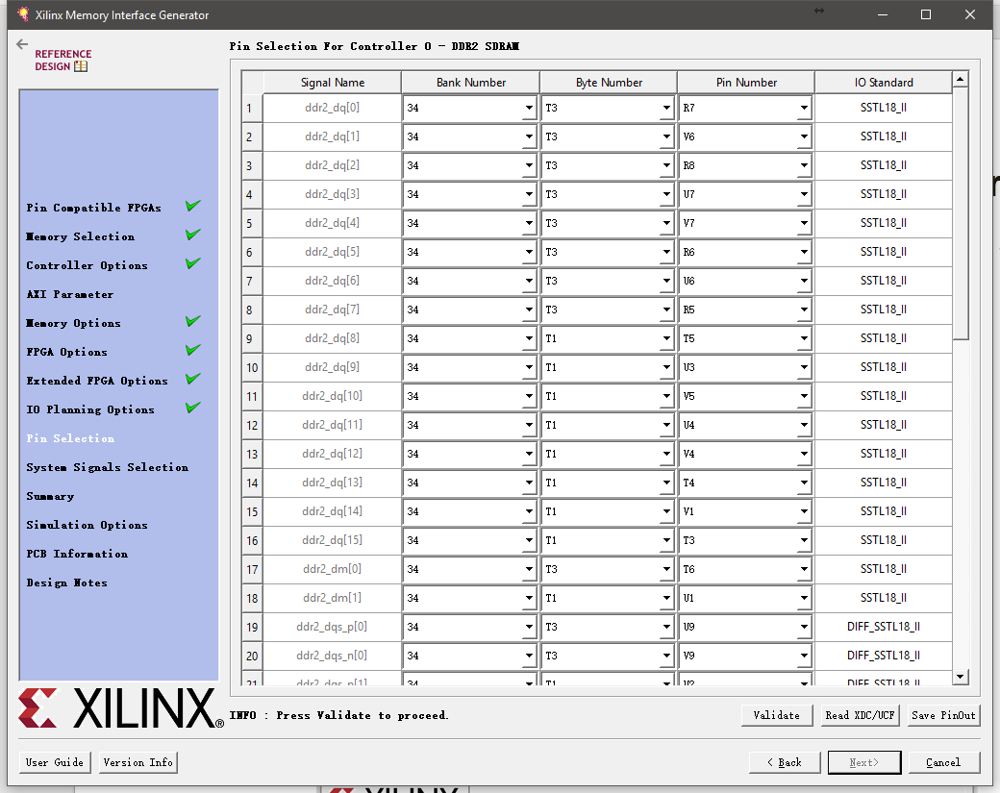 Xilinx Memory Interface Generator
REFERENCE
DESIGN
Pin Compatible FPGAs
Memory Selection
Controller Options
AXI Parameter
Memory Options
FPGA Options
Extended FPGA Options
IO Planning Options
Pin Selection
System Signals Selection
Summary
Simulation Options
PCB Information
Design Notes
XILINX®
Pin Selection For Controller 0 - DDR2 SDRAM
Signal Name Bank Number Byte Number Pin Number IO Standard
1 ddr2_dq[0] 34 T3 R7 SSTL18_II
2 ddr2_dq[1] 34 T3 V6 SSTL18_II
3 ddr2_dq[2] 34 T3 R8 SSTL18_II
4 ddr2_dq[3] 34 T3 U7 SSTL18_II
5 ddr2_dq[4] 34 T3 V7 SSTL18_II
6 ddr2_dq[5] 34 T3 R6 SSTL18_II
7 ddr2_dq[6] 34 T3 U6 SSTL18_II
8 ddr2_dq[7] 34 T3 R5 SSTL18_II
9 ddr2_dq[8] 34 T1 T5 SSTL18_II
10 ddr2_dq[9] 34 T1 U3 SSTL18_II
11 ddr2_dq[10] 34 T1 V5 SSTL18_II
12 ddr2_dq[11] 34 T1 U4 SSTL18_II
13 ddr2_dq[12] 34 T1 V4 SSTL18_II
14 ddr2_dq[13] 34 T1 T4 SSTL18_II
15 ddr2_dq[14] 34 T1 V1 SSTL18_II
16 ddr2_dq[15] 34 T1 T3 SSTL18_II
17 ddr2_dm[0] 34 T3 T6 SSTL18_II
18 ddr2_dm[1] 34 T1 U1 SSTL18_II
19 ddr2_dqs_p[0] 34 T3 U9 DIFF_SSTL18_II
20 ddr2_dqs_n[0] 34 T3 V9 DIFF_SSTL18_II
21 ddr2_dqs_p[1] 34 T1 U2 DIFF_SSTL18_II
INFO : Press Validate to proceed.
Validate Read XDC/UCF Save PinOut
User Guide Version Info < Back Next> Cancel
XILINX